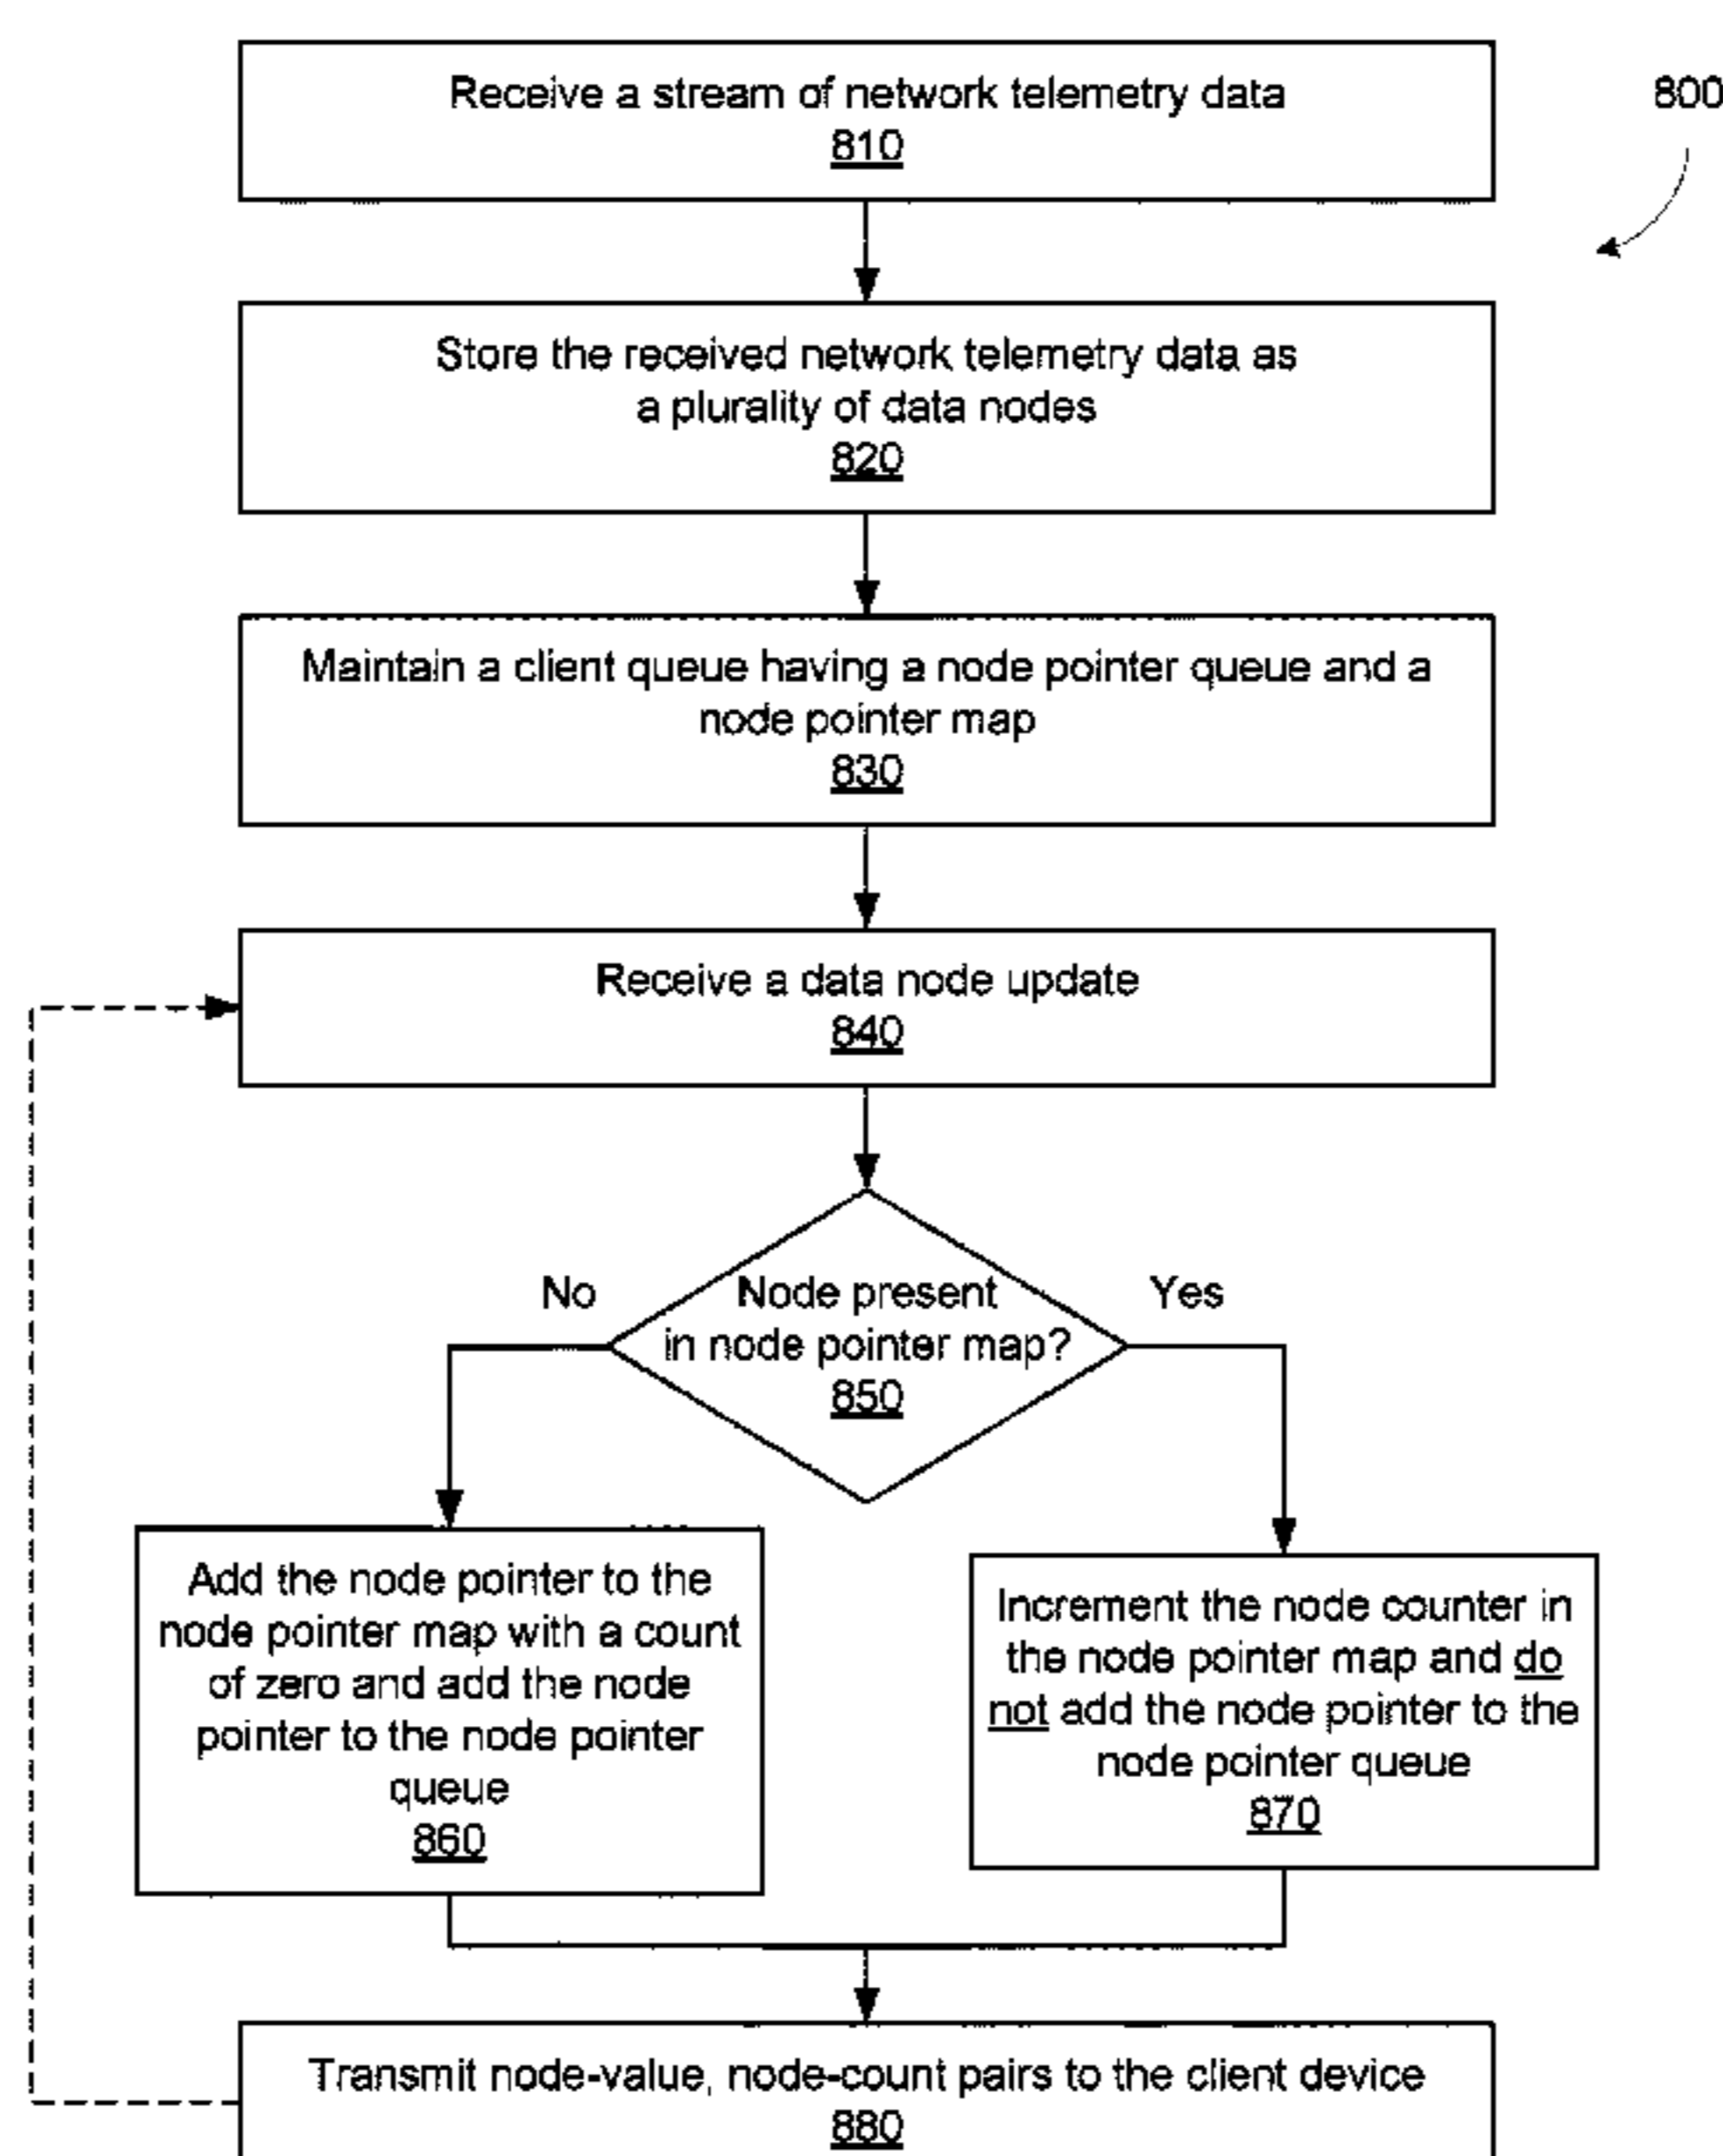 Receive a stream of network telemetry data
810
800
Store the received network telemetry data as
a plurality of data nodes
820
Maintain a client queue having a node pointer queue and a
node pointer map
830
Receive a data node update
840
No
Node present
in node pointer map?
850
Yes
Add the node pointer to the
node pointer map with a count
of zero and add the node
pointer to the node pointer
queue
860
Increment the node counter in
the node pointer map and do
not add the node pointer to the
node pointer queue
870
Transmit node-value, node-count pairs to the client device
880